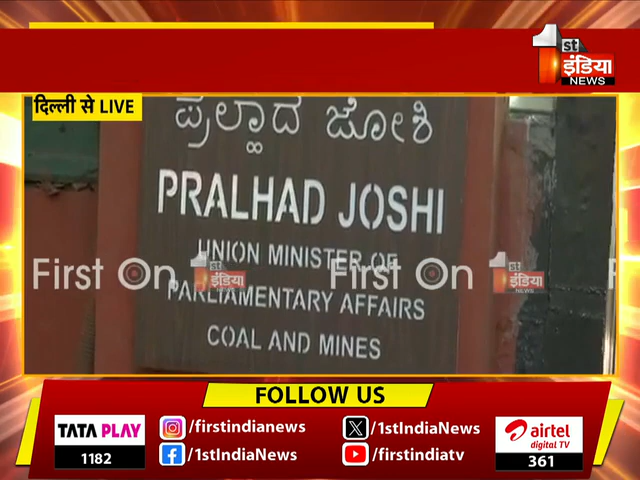 1st
इंडिया
NEWS
दिल्ली से LIVE
ಪ್ರಲ್ಹಾದ ಜೋಶಿ
PRALHAD JOSHI
UNION MINISTER OF
PARLIAMENTARY AFFAIRS
COAL AND MINES
First On 1st इंडिया NEWS
First On 1st इंडिया NEWS
FOLLOW US
TATA PLAY
1182
/firstindianews
/1stIndiaNews
/1stIndiaNews
/firstindiatv
airtel
digital TV
361